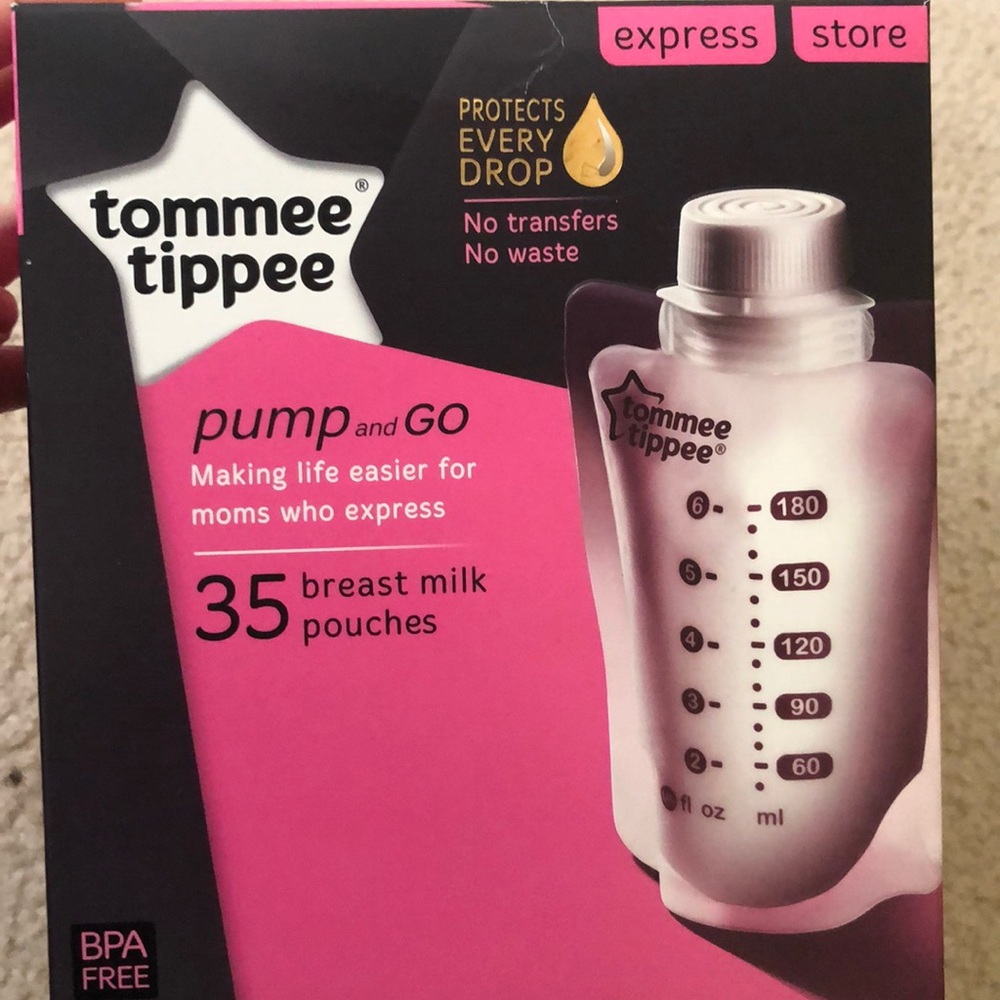 express
store
PROTECTS
EVERY
DROP
No transfers
No waste
tommee®
tippee
pump and GO
Making life easier for
moms who express
35 breast milk
pouches
tommee
tippee®
6 180
5 150
4 120
3 90
2 60
fl oz ml
BPA
FREE